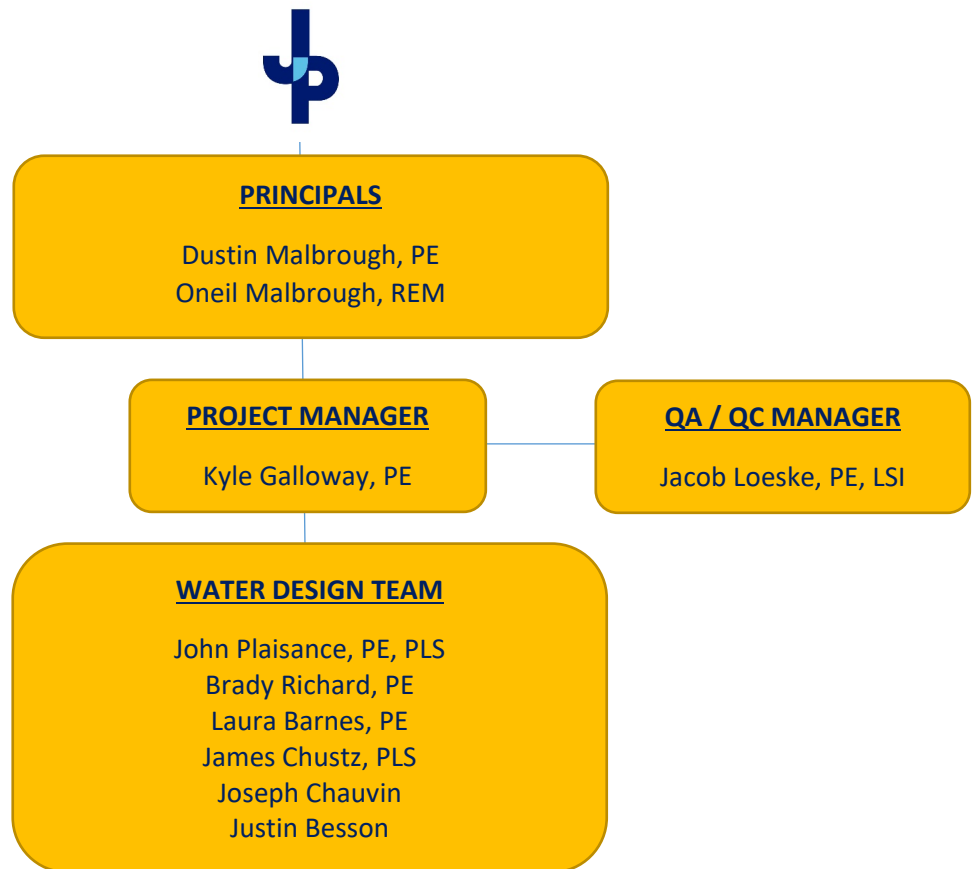 JP
PRINCIPALS
Dustin Malbrough, PE
Oneil Malbrough, REM
PROJECT MANAGER
Kyle Galloway, PE
QA / QC MANAGER
Jacob Loeske, PE, LSI
WATER DESIGN TEAM
John Plaisance, PE, PLS
Brady Richard, PE
Laura Barnes, PE
James Chustz, PLS
Joseph Chauvin
Justin Besson